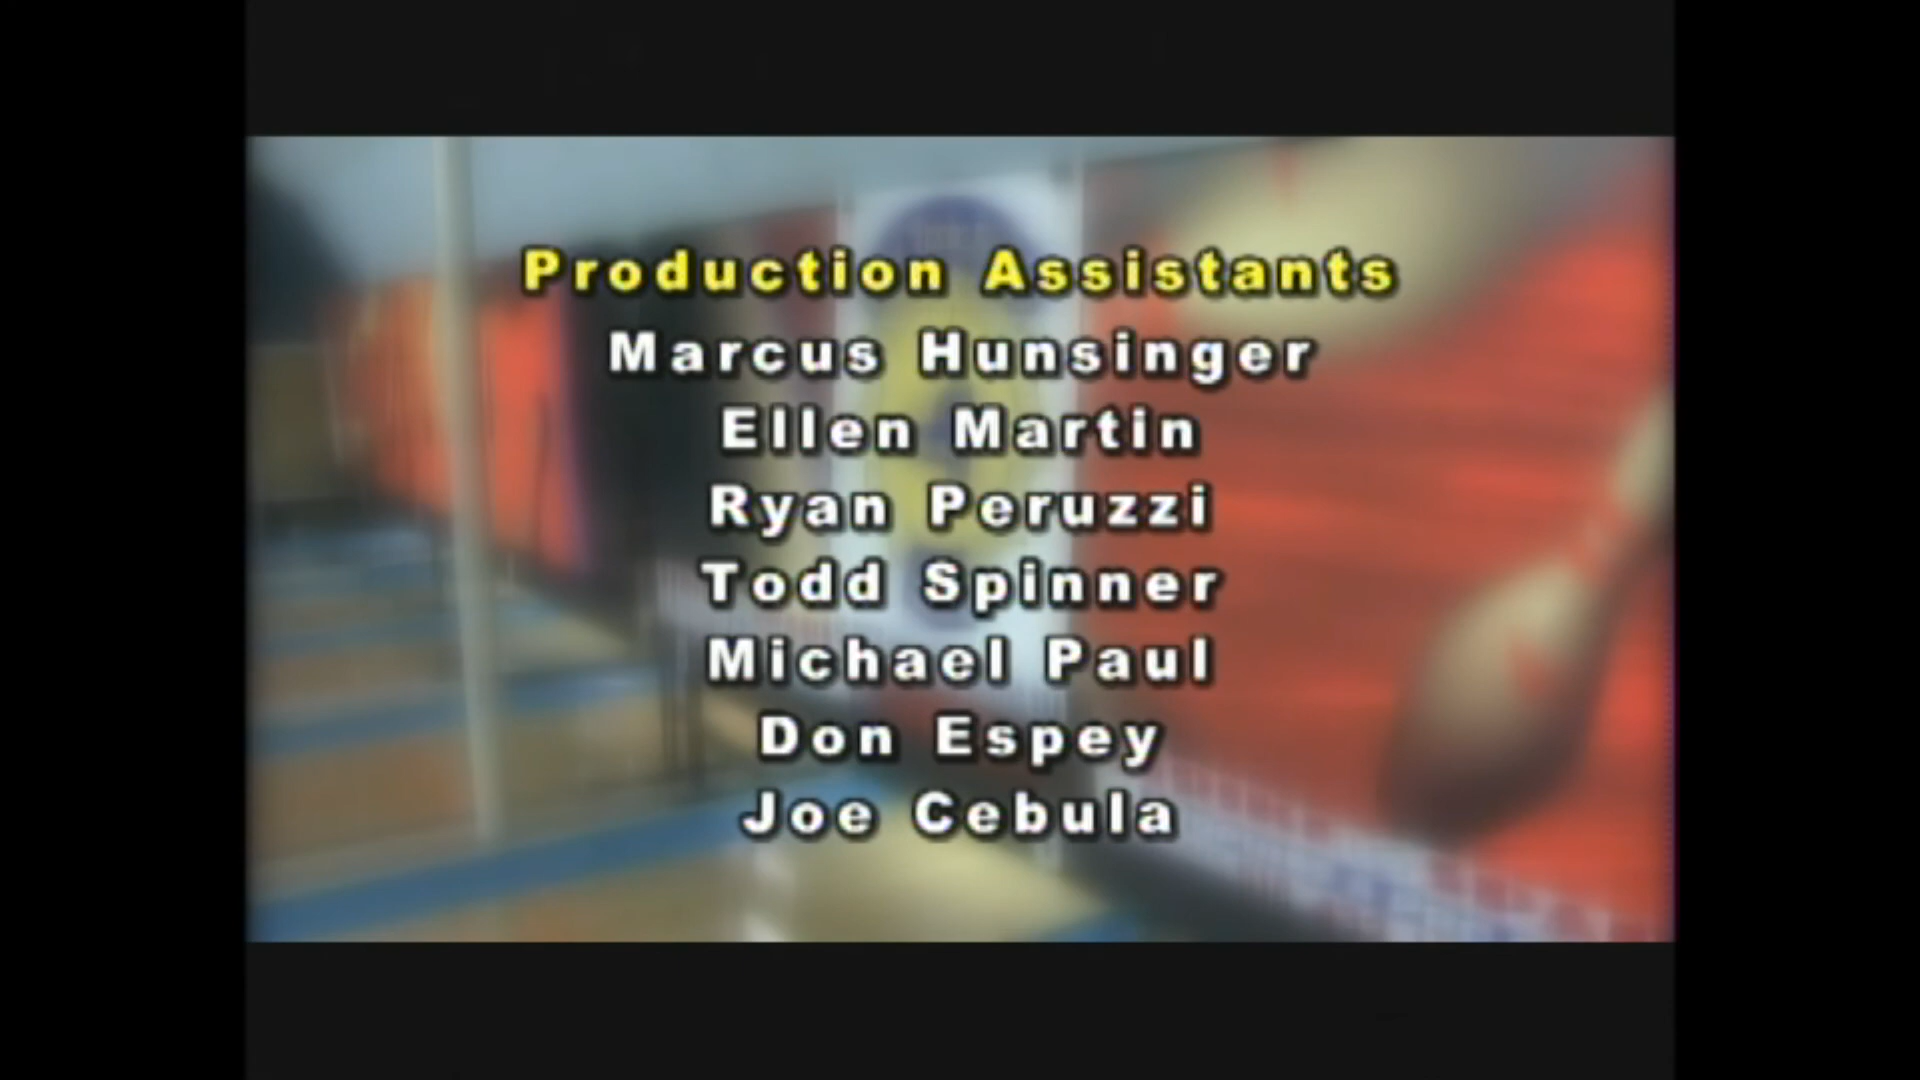 Production Assistants
Marcus Hunsinger
Ellen Martin
Ryan Peruzzi
Todd Spinner
Michael Paul
Don Espey
Joe Cebula